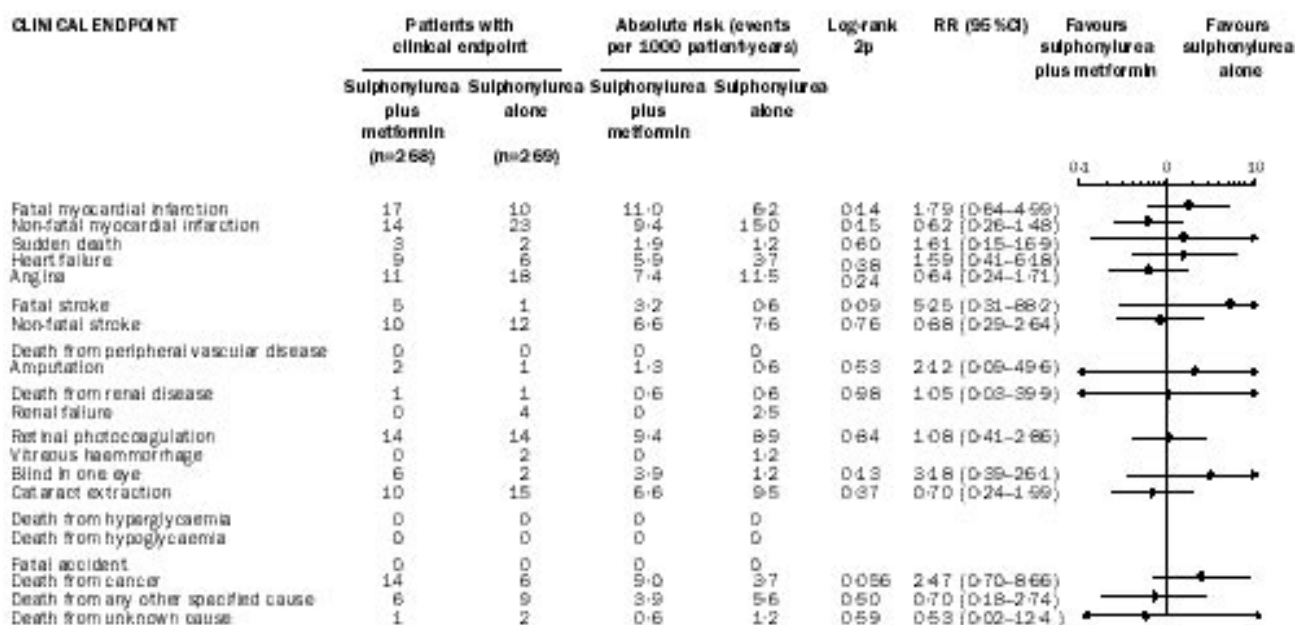 CLINICAL ENDPOINT Patients with clinical endpoint Absolute risk (events per 1000 patient-years) Log-rank 2p RR (95%CI) Favours sulphonylurea plus metformin Favours sulphonylurea alone
Sulphonylurea plus metformin (n=268) Sulphonylurea alone (n=269) Sulphonylurea plus metformin Sulphonylurea alone
0·1 0 10
Fatal myocardial infarction 17 10 11·0 6·2 0·14 1·79 (0·64–4·99)
Non-fatal myocardial infarction 14 23 9·4 15·0 0·15 0·62 (0·26–1·48)
Sudden death 3 2 1·9 1·2 0·60 1·61 (0·15–16·9)
Heart failure 9 6 5·9 3·7 0·38 1·59 (0·41–6·18)
Angina 11 18 7·4 11·5 0·24 0·64 (0·24–1·71)
Fatal stroke 5 1 3·2 0·6 0·09 5·25 (0·31–88·2)
Non-fatal stroke 10 12 6·6 7·6 0·76 (0·29–2·64)
Death from peripheral vascular disease 0 0 0 0
Amputation 2 1 1·3 0·6 0·53 2·12 (0·09–49·6)
Death from renal disease 1 1 0·6 0·6 0·98 1·05 (0·03–39·9)
Renal failure 0 4 0 2·5
Retinal photocoagulation 14 14 9·4 8·9 0·84 1·08 (0·41–2·86)
Vitreous haemmorrhage 0 2 0 1·2
Blind in one eye 6 2 3·9 1·2 0·13 3·18 (0·39–26·1)
Cataract extraction 10 15 6·6 9·5 0·37 0·70 (0·24–1·99)
Death from hyperglycaemia 0 0 0 0
Death from hypoglycaemia 0 0 0 0
Fatal accident 0 0 0 0
Death from cancer 14 6 9·0 3·7 0·056 2·47 (0·70–8·66)
Death from any other specified cause 6 9 3·9 5·6 0·50 0·70 (0·18–2·74)
Death from unknown cause 1 2 0·6 1·2 0·59 0·53 (0·02–12·4)